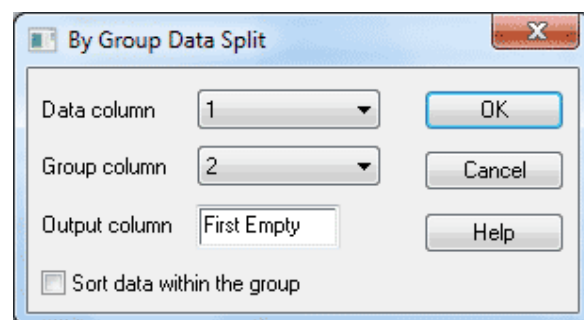 By Group Data Split
Data column 1 OK
Group column 2 Cancel
Output column First Empty Help
Sort data within the group